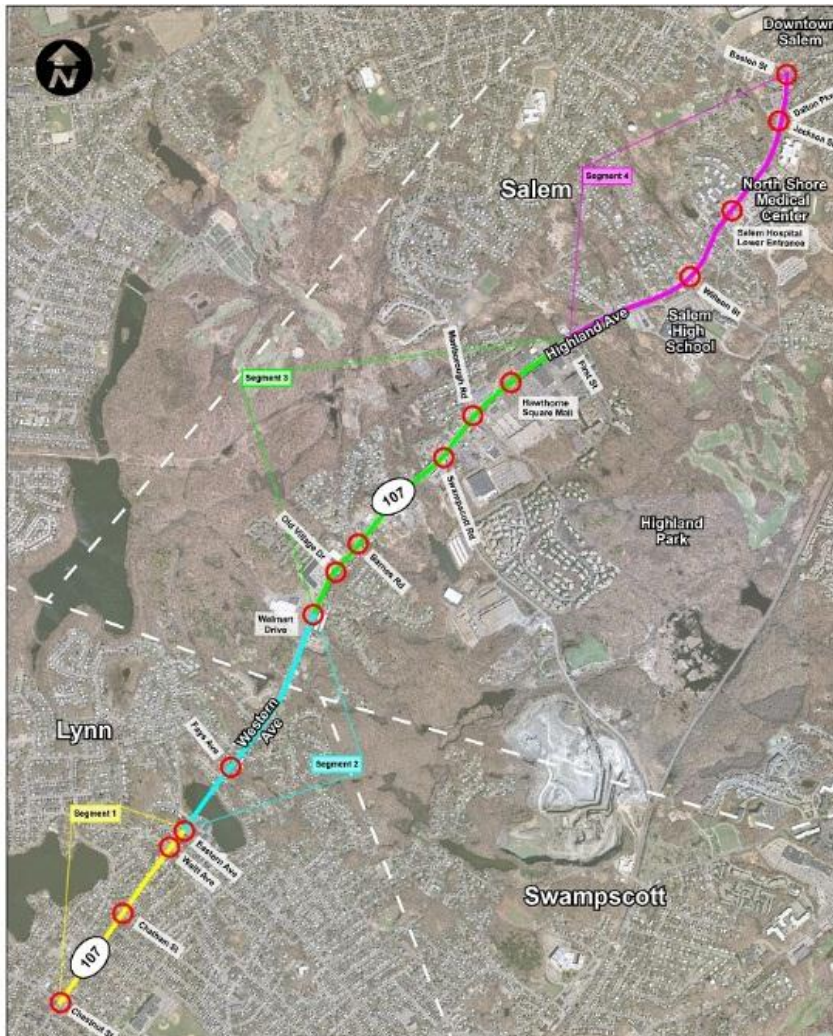 N
Downtown
Salem
Boston St
Dalton Pkwy
Jackson St
Segment 4
Salem
North Shore
Medical
Center
Salem Hospital
Lower Entrance
Willson St
Salem
High
School
Highland Ave
First St
Marlborough Rd
Segment 3
Hawthorne
Square Mall
107
Swampscott Rd
Highland
Park
Old Village Dr
Barnes Rd
Walmart
Drive
Lynn
Western
Ave
Fays Ave
Segment 2
Segment 1
Eastern Ave
Waitt Ave
Swampscott
Chatham St
107
Chestnut St